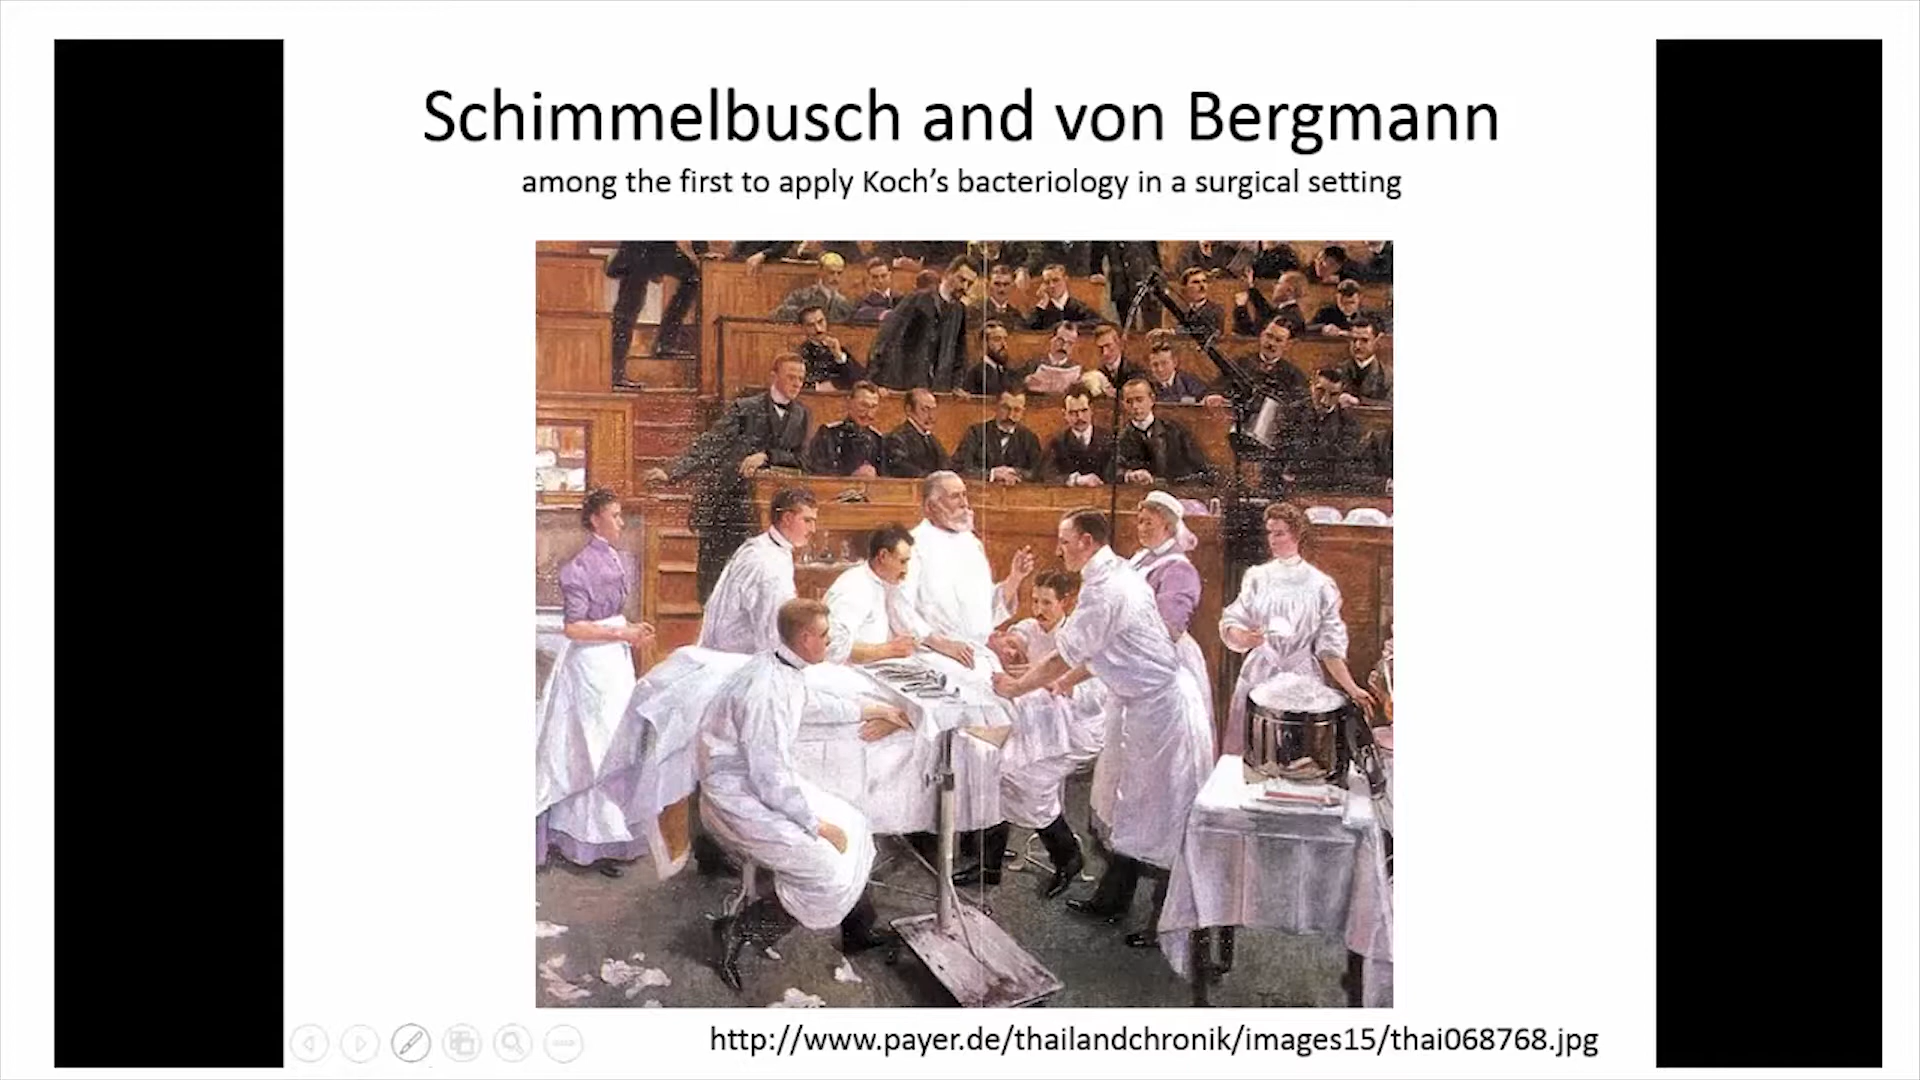 Schimmelbusch and von Bergmann
among the first to apply Koch’s bacteriology in a surgical setting
http://www.payer.de/thailandchronik/images15/thai068768.jpg